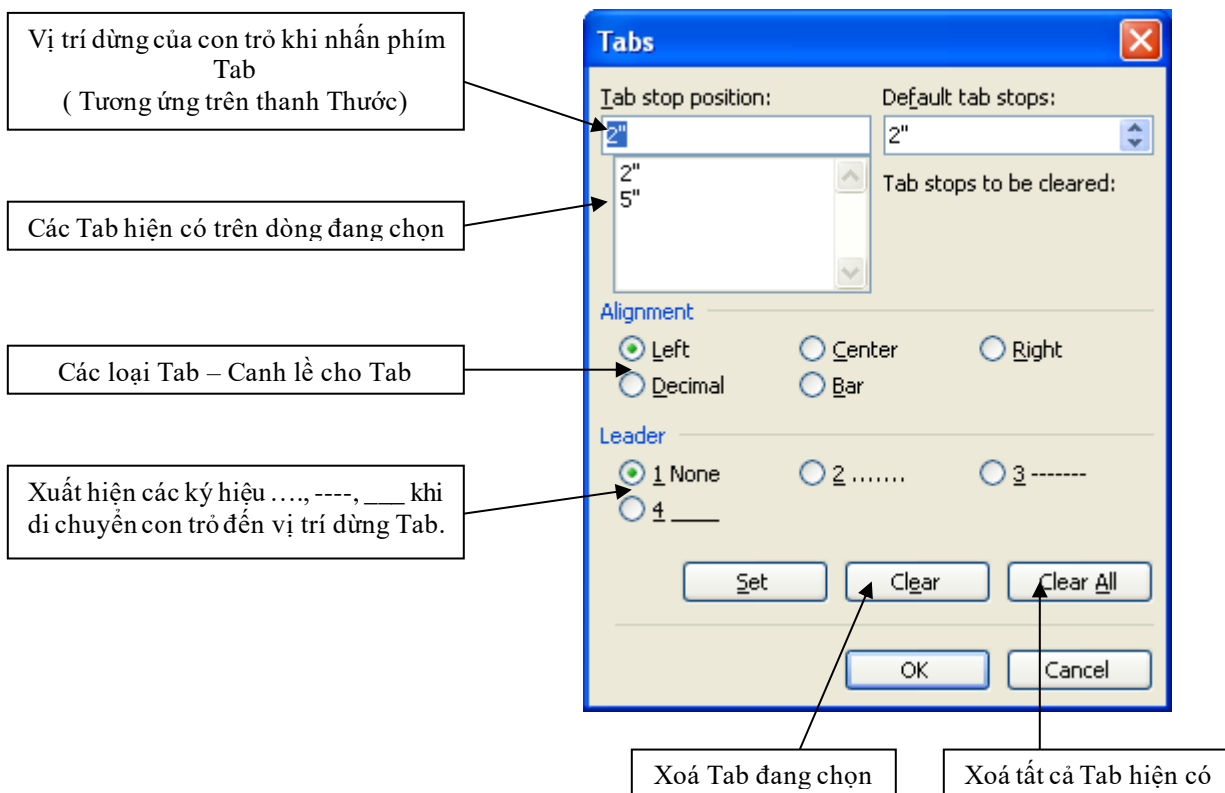 Vị trí dừng của con trỏ khi nhấn phím
Tab
( Tương ứng trên thanh Thước)
Các Tab hiện có trên dòng đang chọn
Các loại Tab – Canh lề cho Tab
Xuất hiện các ký hiệu …., ----, ___ khi
di chuyển con trỏ đến vị trí dừng Tab.
Tabs
Tab stop position:
Default tab stops:
2"
2"
2"
5"
Tab stops to be cleared:
Alignment
Left
Center
Right
Decimal
Bar
Leader
1 None
2 .......
3 -------
4 ____
Set
Clear
Clear All
OK
Cancel
Xoá Tab đang chọn
Xoá tất cả Tab hiện có